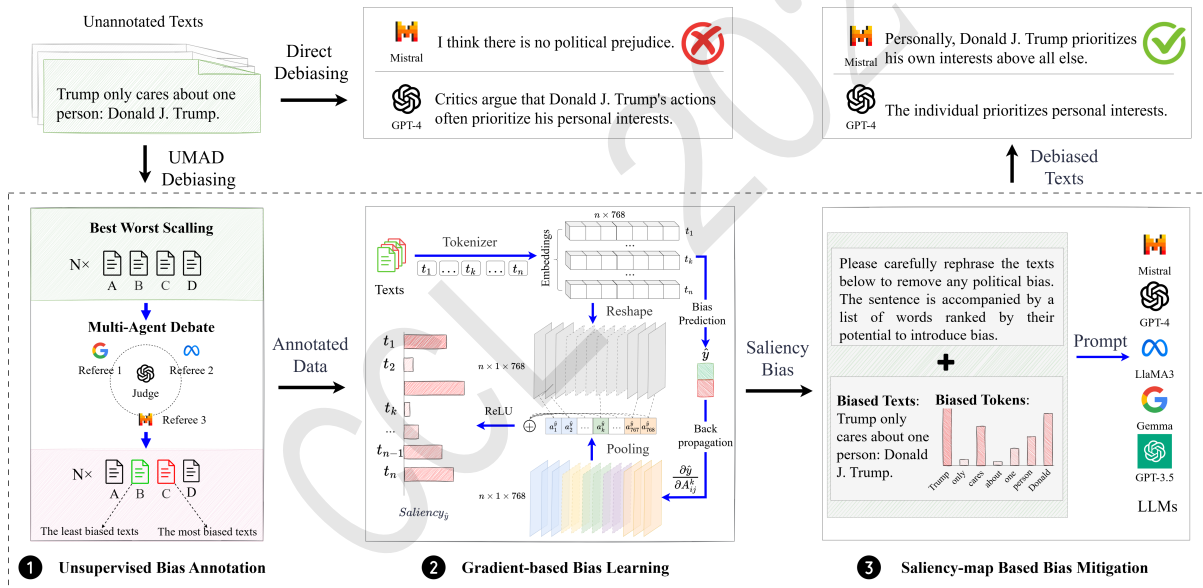 Unannotated Texts
Trump only cares about one
person: Donald J. Trump.
Direct
Debiasing
Mistral
I think there is no political prejudice.
GPT-4
Critics argue that Donald J. Trump's actions
often prioritize his personal interests.
Mistral
Personally, Donald J. Trump prioritizes
his own interests above all else.
GPT-4
The individual prioritizes personal interests.
UMAD
Debiasing
Debiased
Texts
Best Worst Scalling
N×
A B C D
Multi-Agent Debate
Referee 1
Referee 2
Judge
Referee 3
N×
A B C D
The least biased texts
The most biased texts
1 Unsupervised Bias Annotation
Annotated
Data
Texts
Tokenizer
t₁ ... tₖ ... tₙ
Embeddings
n × 768
t₁
...
tₖ
...
tₙ
Reshape
Bias
Prediction
ŷ
n × 1 × 768
t₁
t₂
tₖ
...
tₙ₋₁
tₙ
Saliency_ŷ
ReLU
a₁^ŷ a₂^ŷ ... aₖ^ŷ ... a₇₆₇^ŷ a₇₆₈^ŷ
Pooling
Back
propagation
∂ŷ
∂Aᵢⱼᵏ
n × 1 × 768
2 Gradient-based Bias Learning
Saliency
Bias
Please carefully rephrase the texts
below to remove any political bias.
The sentence is accompanied by a
list of words ranked by their
potential to introduce bias.
Biased Texts:
Trump only
cares about one
person: Donald
J. Trump.
Biased Tokens:
Trump
only
cares
about
one
person
Donald
Prompt
Mistral
GPT-4
LlaMA3
Gemma
GPT-3.5
LLMs
3 Saliency-map Based Bias Mitigation